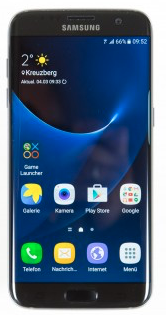 SAMSUNG
66% 09:52
2°
Kreuzberg
Aktual. 04.03 09:33
Game
Launcher
Galerie Kamera Play Store Google
Telefon Nachrich... Internet Menü